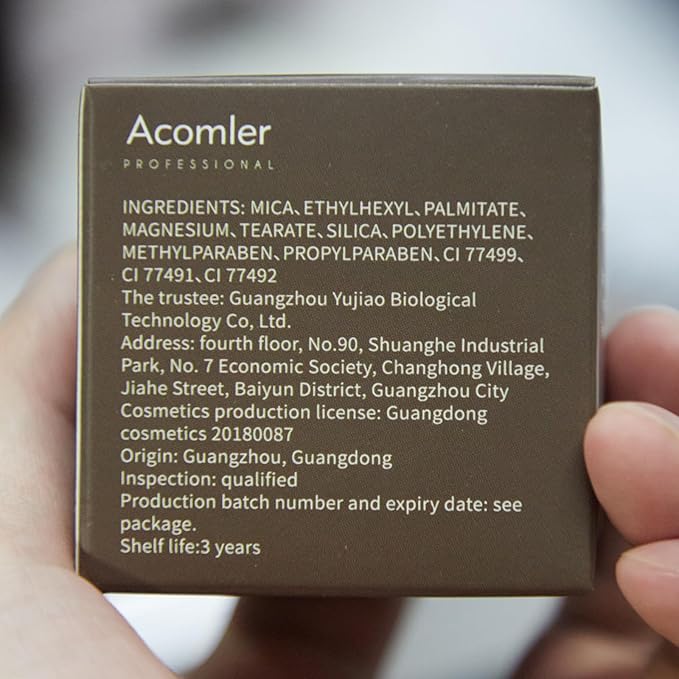 Acomler
PROFESSIONAL
INGREDIENTS: MICA、ETHYLHEXYL、PALMITATE、
MAGNESIUM、TEARATE、SILICA、POLYETHYLENE、
METHYLPARABEN、PROPYLPARABEN、CI 77499、
CI 77491、CI 77492
The trustee: Guangzhou Yujiao Biological
Technology Co, Ltd.
Address: fourth floor, No.90, Shuanghe Industrial
Park, No. 7 Economic Society, Changhong Village,
Jiahe Street, Baiyun District, Guangzhou City
Cosmetics production license: Guangdong
cosmetics 20180087
Origin: Guangzhou, Guangdong
Inspection: qualified
Production batch number and expiry date: see
package.
Shelf life:3 years